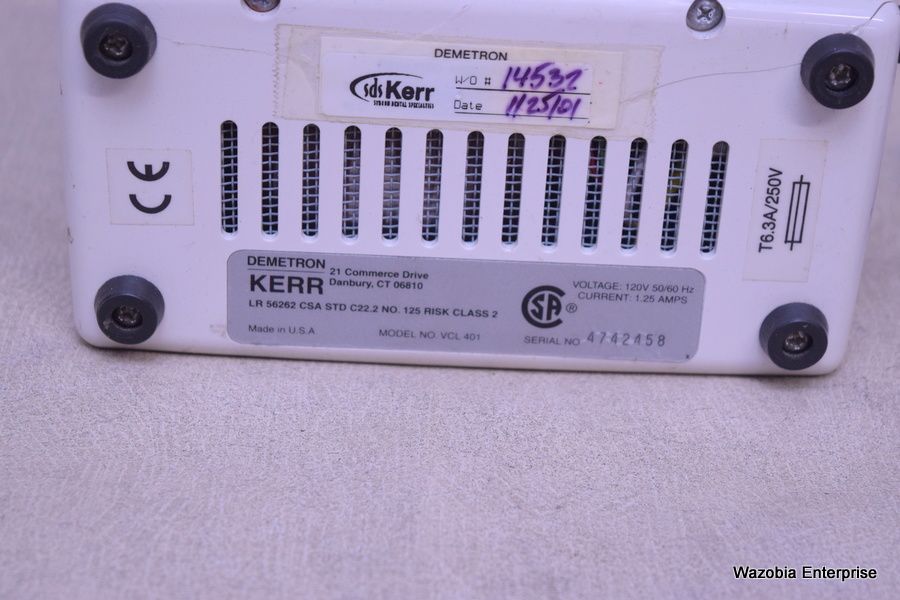 DEMETRON
sds Kerr
SYBRON DENTAL SPECIALTIES
W/O # 14532
Date 1/25/01
CE
T6.3A/250V
DEMETRON
KERR
21 Commerce Drive
Danbury, CT 06810
LR 56262 CSA STD C22.2 NO. 125 RISK CLASS 2
Made in U.S.A.
MODEL NO. VCL 401
SA ®
VOLTAGE: 120V 50/60 Hz
CURRENT: 1.25 AMPS
SERIAL NO. 4742458
Wazobia Enterprise